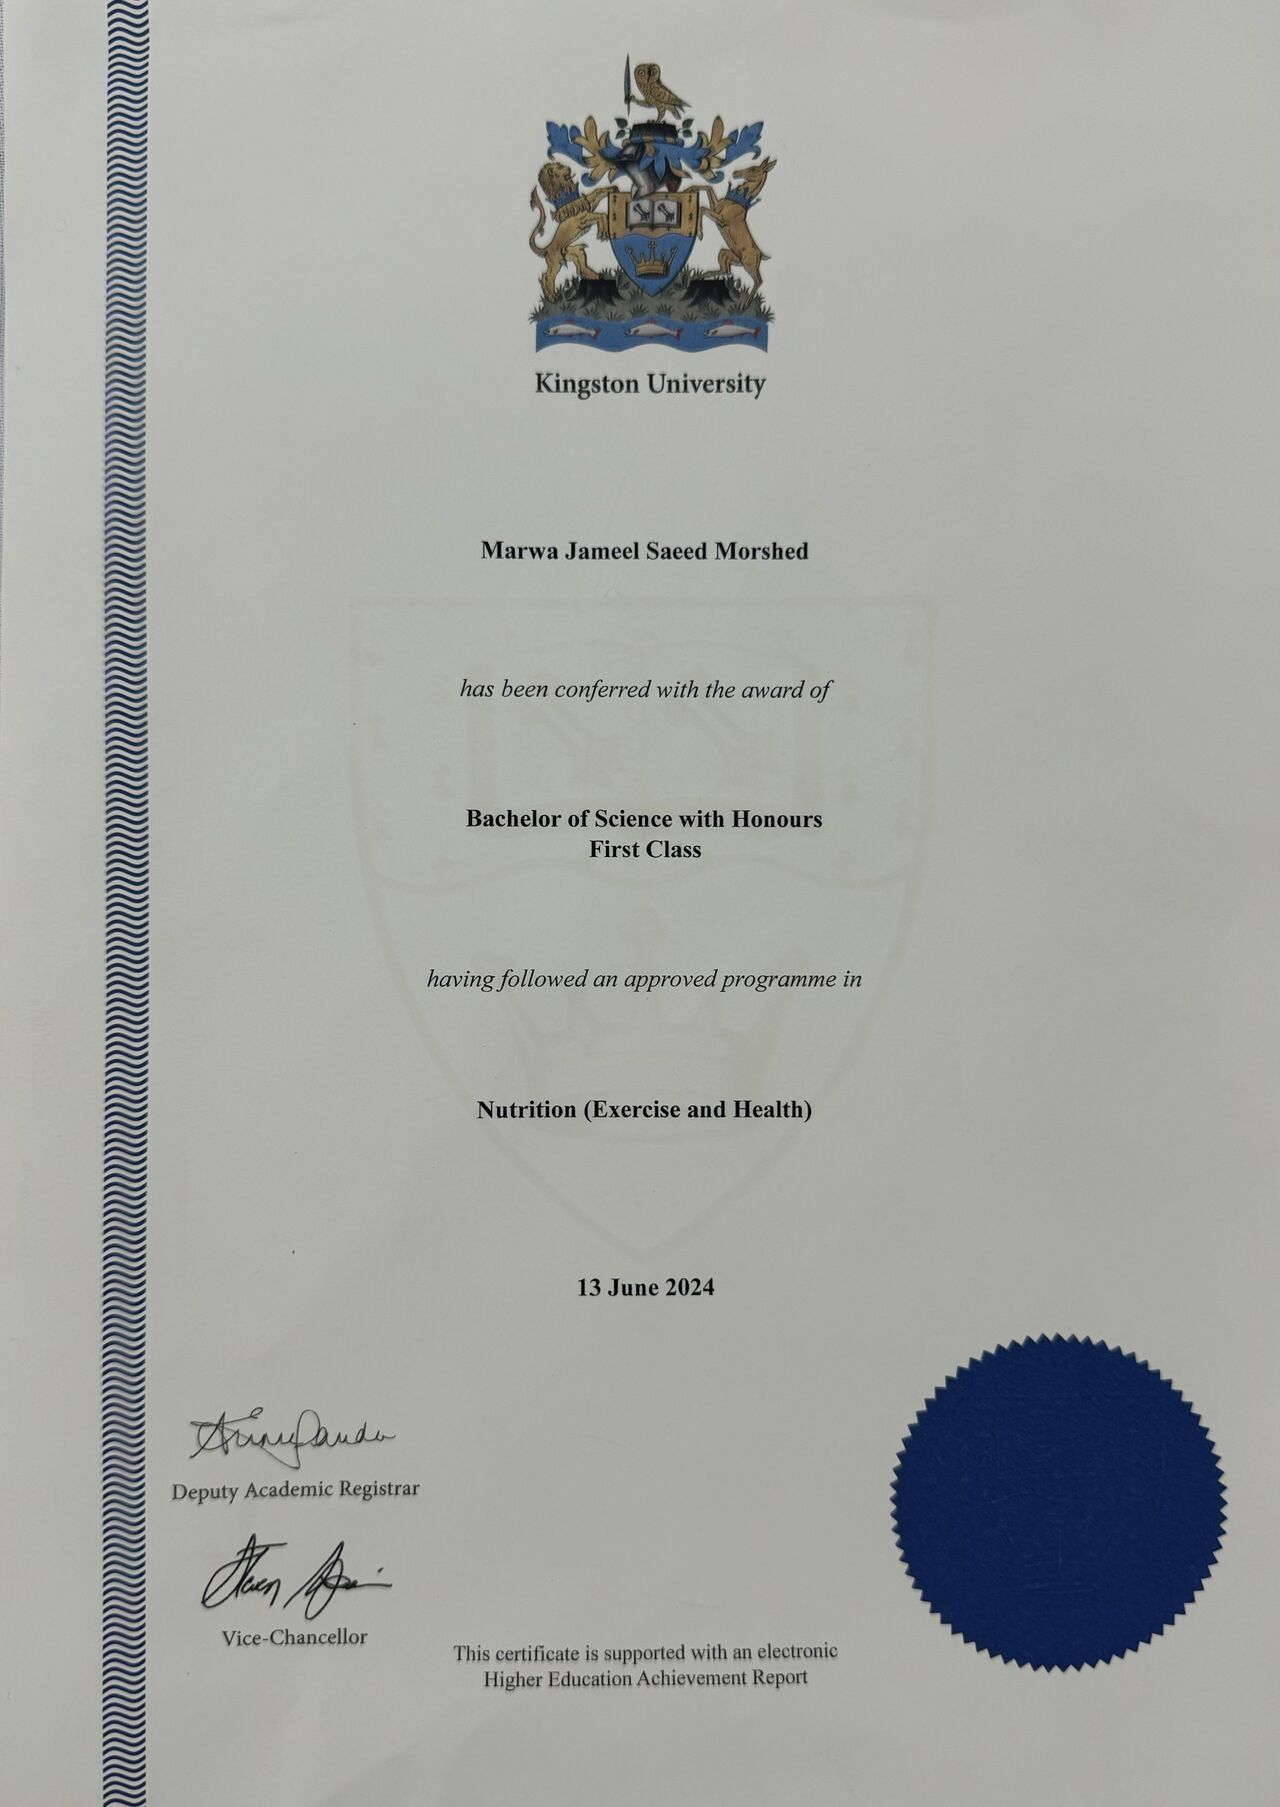 Kingston University
Marwa Jameel Saeed Morshed
has been conferred with the award of
Bachelor of Science with Honours
First Class
having followed an approved programme in
Nutrition (Exercise and Health)
13 June 2024
Deputy Academic Registrar
Vice-Chancellor
This certificate is supported with an electronic
Higher Education Achievement Report